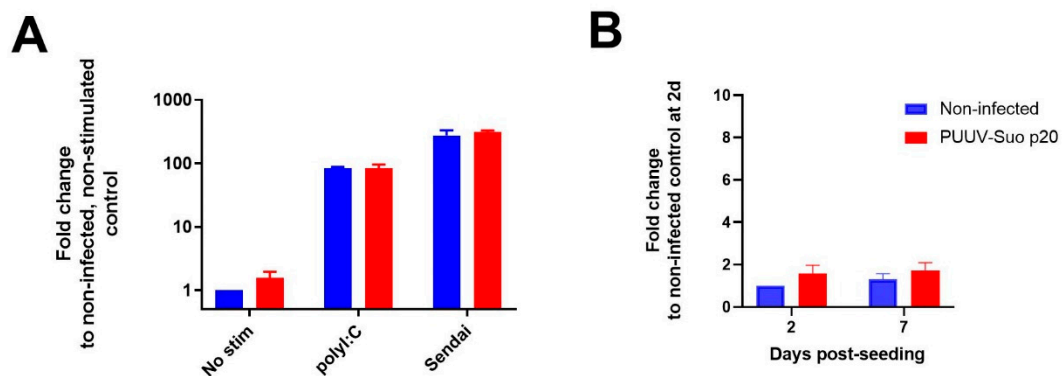 A
Fold change
to non-infected, non-stimulated
control
1000
100
10
1
No stim
polyI:C
Sendai
B
Fold change
to non-infected control at 2d
10
8
6
4
2
0
2
7
Days post-seeding
Non-infected
PUUV-Suo p20